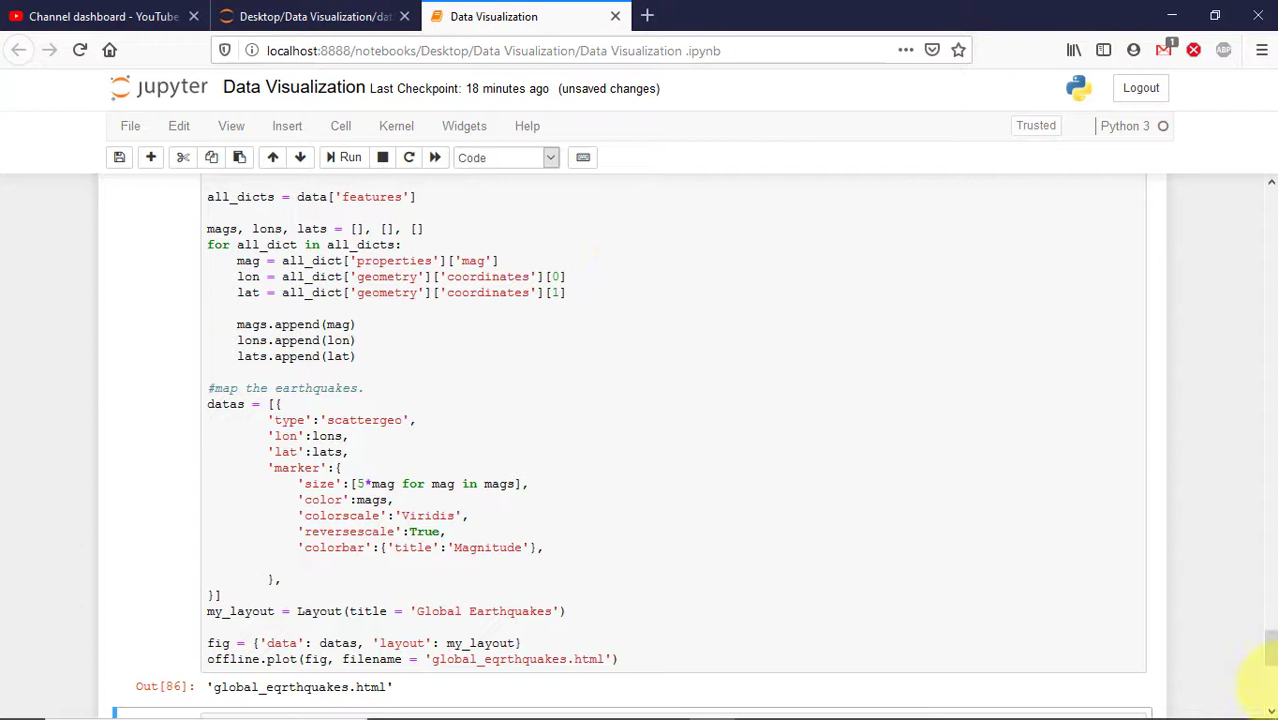 Channel dashboard - YouTube
Desktop/Data Visualization/dat
Data Visualization
localhost:8888/notebooks/Desktop/Data Visualization/Data Visualization .ipynb
1
ABP
jupyter Data Visualization Last Checkpoint: 18 minutes ago (unsaved changes)
Logout
File Edit View Insert Cell Kernel Widgets Help
Trusted
Python 3
Run
Code
all_dicts = data['features']
mags, lons, lats = [], [], []
for all_dict in all_dicts:
    mag = all_dict['properties']['mag']
    lon = all_dict['geometry']['coordinates'][0]
    lat = all_dict['geometry']['coordinates'][1]
    mags.append(mag)
    lons.append(lon)
    lats.append(lat)
#map the earthquakes.
datas = [{
        'type':'scattergeo',
        'lon':lons,
        'lat':lats,
        'marker':{
            'size':[5*mag for mag in mags],
            'color':mags,
            'colorscale':'Viridis',
            'reversescale':True,
            'colorbar':{'title':'Magnitude'},
        },
}]
my_layout = Layout(title = 'Global Earthquakes')
fig = {'data': datas, 'layout': my_layout}
offline.plot(fig, filename = 'global_eqrthquakes.html')
Out[86]: 'global_eqrthquakes.html'